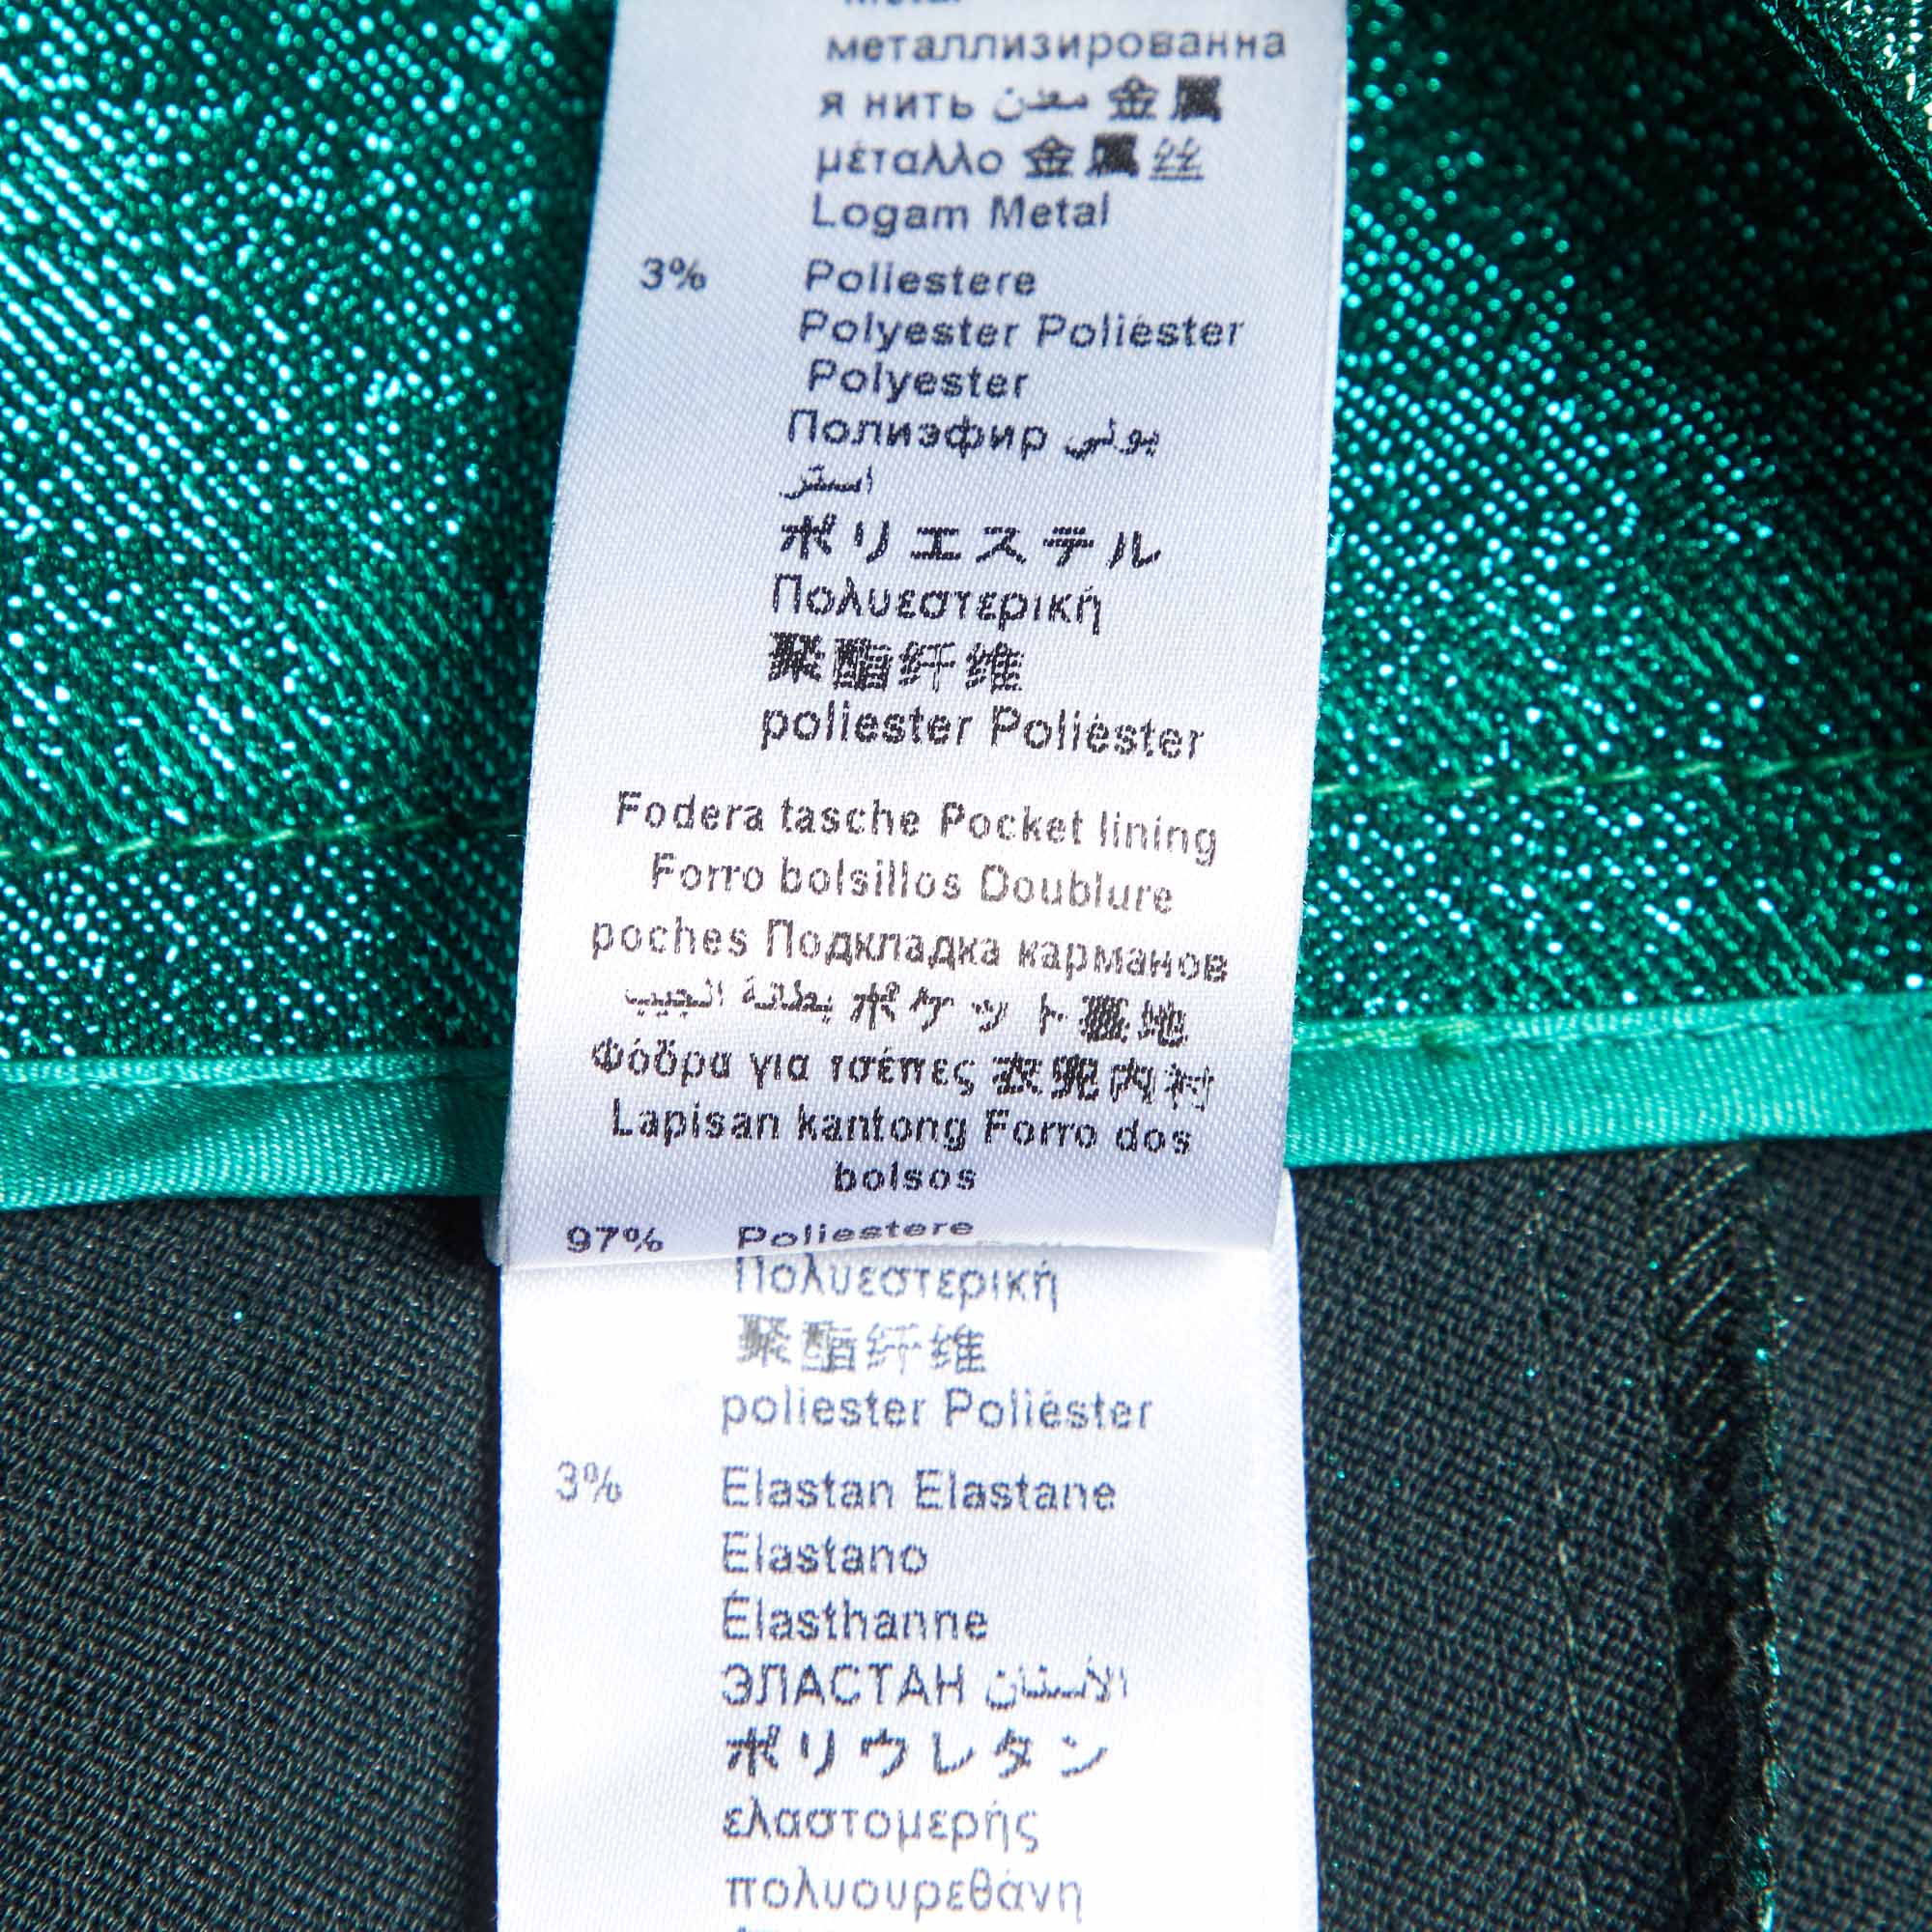 металлизированна
я нить معدن 金属
μέταλλο 金属丝
Logam Metal
3% Poliestere
Polyester Poliéster
Polyester
Полиэфир بولي
استر
ポリエステル
Πολυεστερική
聚酯纤维
poliester Poliéster
Fodera tasche Pocket lining
Forro bolsillos Doublure
poches Подкладка карманов
بطانة الجيب ポケット裏地
Φόδρα για τσέπες 衣兜内衬
Lapisan kantong Forro dos
bolsos
97% Poliestere
Πολυεστερική
聚酯纤维
poliester Poliéster
3% Elastan Elastane
Elastano
Élasthanne
ЭЛАСТАН الاستان
ポリウレタン
ελαστομερής
πολυουρεθάνη